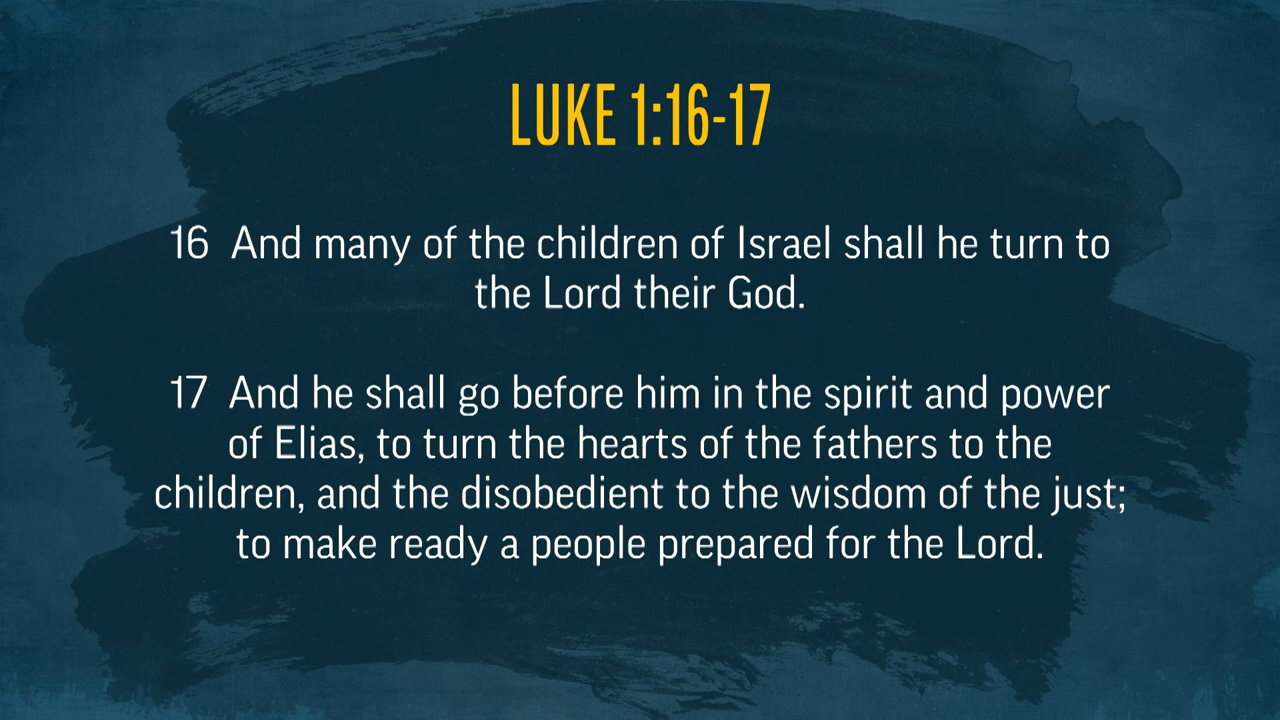 LUKE 1:16-17
16 And many of the children of Israel shall he turn to
the Lord their God.
17 And he shall go before him in the spirit and power
of Elias, to turn the hearts of the fathers to the
children, and the disobedient to the wisdom of the just;
to make ready a people prepared for the Lord.